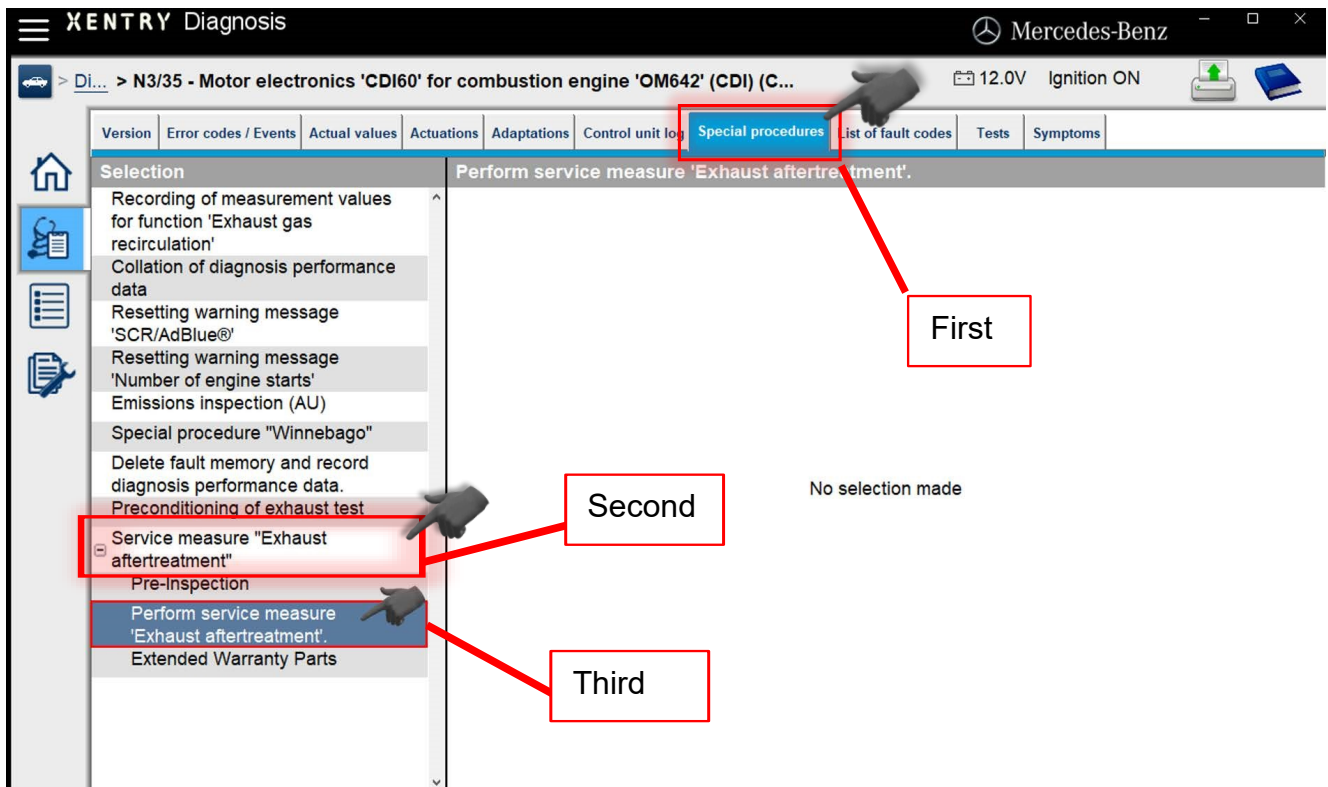 XENTRY Diagnosis
Mercedes-Benz
> Di... > N3/35 - Motor electronics 'CDI60' for combustion engine 'OM642' (CDI) (C...
12.0V Ignition ON
Version Error codes / Events Actual values Actuations Adaptations Control unit log Special procedures List of fault codes Tests Symptoms
Selection
Perform service measure 'Exhaust aftertreatment'.
Recording of measurement values
for function 'Exhaust gas
recirculation'
Collation of diagnosis performance
data
Resetting warning message
'SCR/AdBlue®'
Resetting warning message
'Number of engine starts'
Emissions inspection (AU)
Special procedure "Winnebago"
Delete fault memory and record
diagnosis performance data.
Preconditioning of exhaust test
Service measure "Exhaust
aftertreatment"
Pre-Inspection
Perform service measure
'Exhaust aftertreatment'.
Extended Warranty Parts
First
No selection made
Second
Third